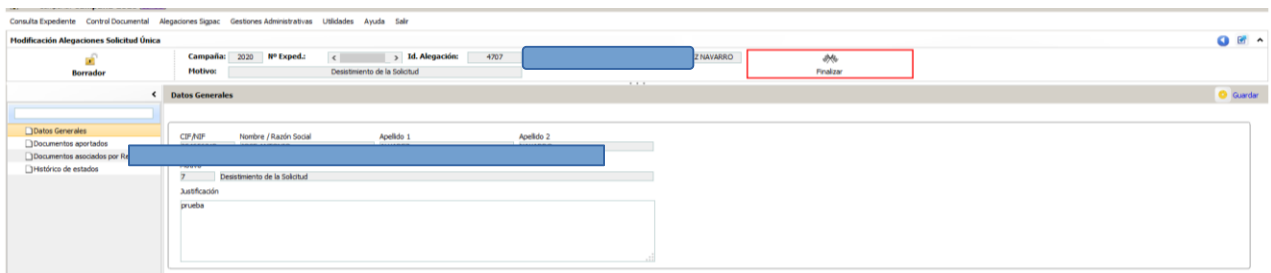 Consulta Expediente Control Documental Alegaciones Sigpac Gestiones Administrativas Utilidades Ayuda Salir
Modificación Alegaciones Solicitud Única
Borrador
Campaña: 2020 Nº Exped.: < > Id. Alegación: 4707 Z NAVARRO
Motivo: Desistimiento de la Solicitud
Finalizar
Datos Generales
Guardar
Datos Generales
Documentos aportados
Documentos asociados por Re
Histórico de estados
CIF/NIF Nombre / Razón Social Apellido 1 Apellido 2
7 Desistimiento de la Solicitud
Justificación
prueba